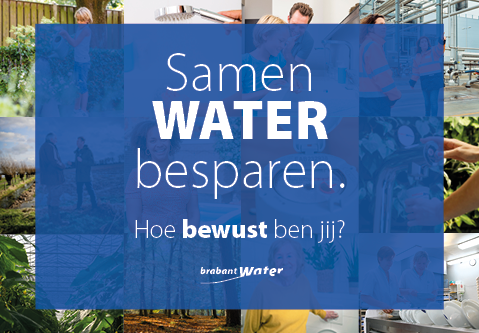 Samen
WATER
besparen.
Hoe bewust ben jij?
brabant water